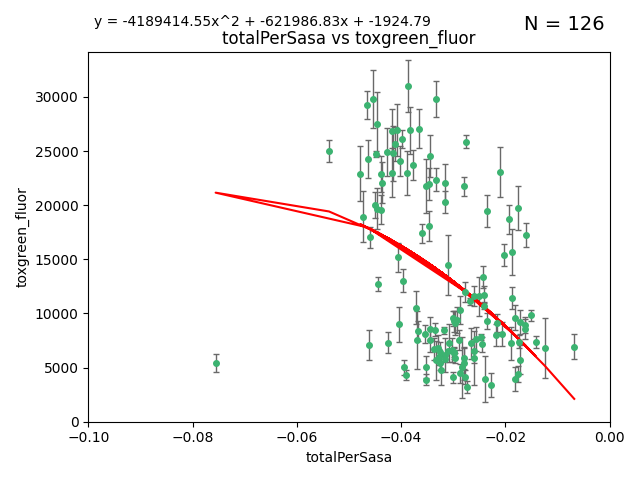 y = -4189414.55x^2 + -621986.83x + -1924.79
N = 126
totalPerSasa vs toxgreen_fluor
toxgreen_fluor
30000
25000
20000
15000
10000
5000
0
−0.10
−0.08
−0.06
−0.04
−0.02
0.00
totalPerSasa